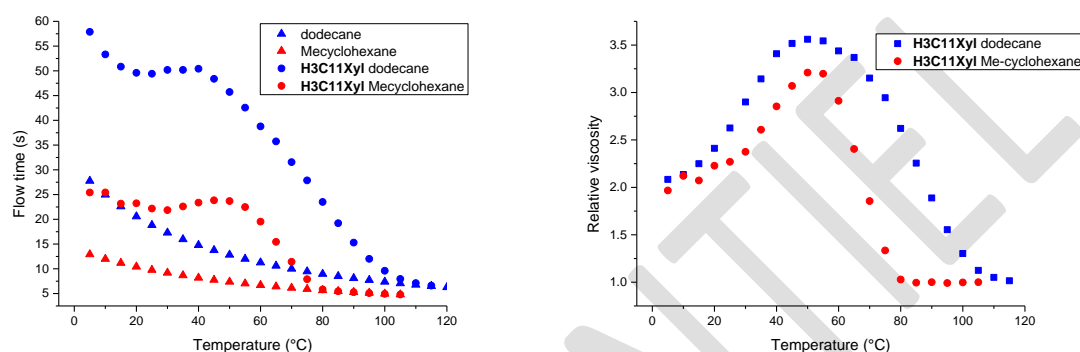 60
55
50
45
40
35
30
25
20
15
10
5
0 20 40 60 80 100 120
Flow time (s)
Temperature (°C)
dodecane
Mecyclohexane
H3C11Xyl dodecane
H3C11Xyl Mecyclohexane
3.5
3.0
2.5
2.0
1.5
1.0
0 20 40 60 80 100 120
Relative viscosity
Temperature (°C)
H3C11Xyl dodecane
H3C11Xyl Me-cyclohexane
NTIEL